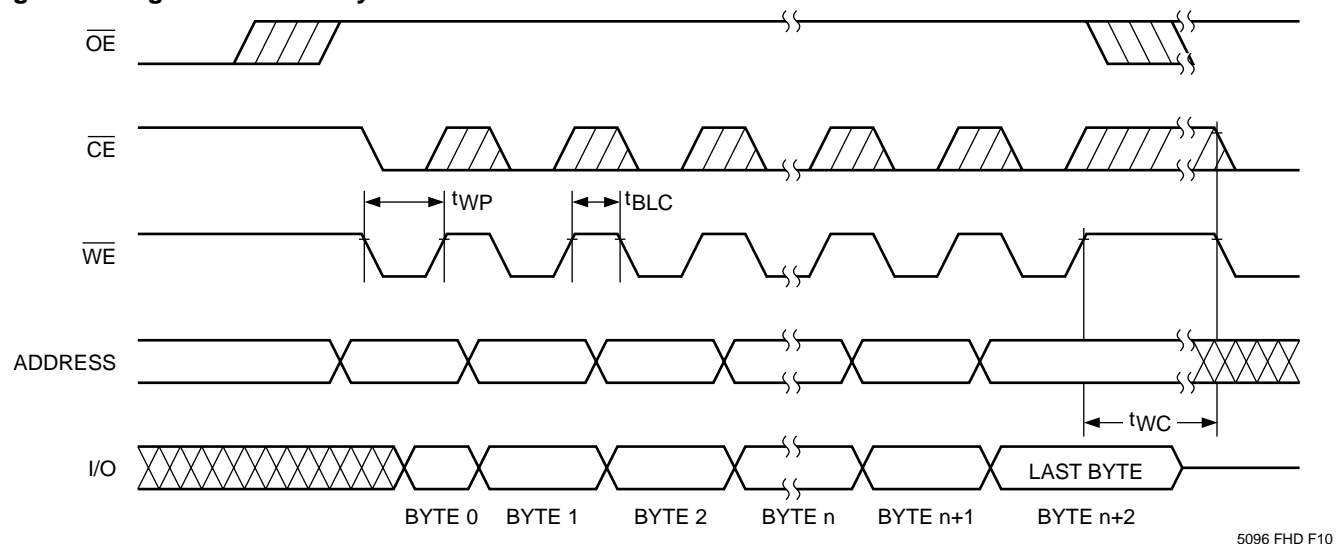 OE
CE
tWP
tBLC
WE
ADDRESS
tWC
I/O
LAST BYTE
BYTE 0 BYTE 1 BYTE 2 BYTE n BYTE n+1 BYTE n+2
5096 FHD F10